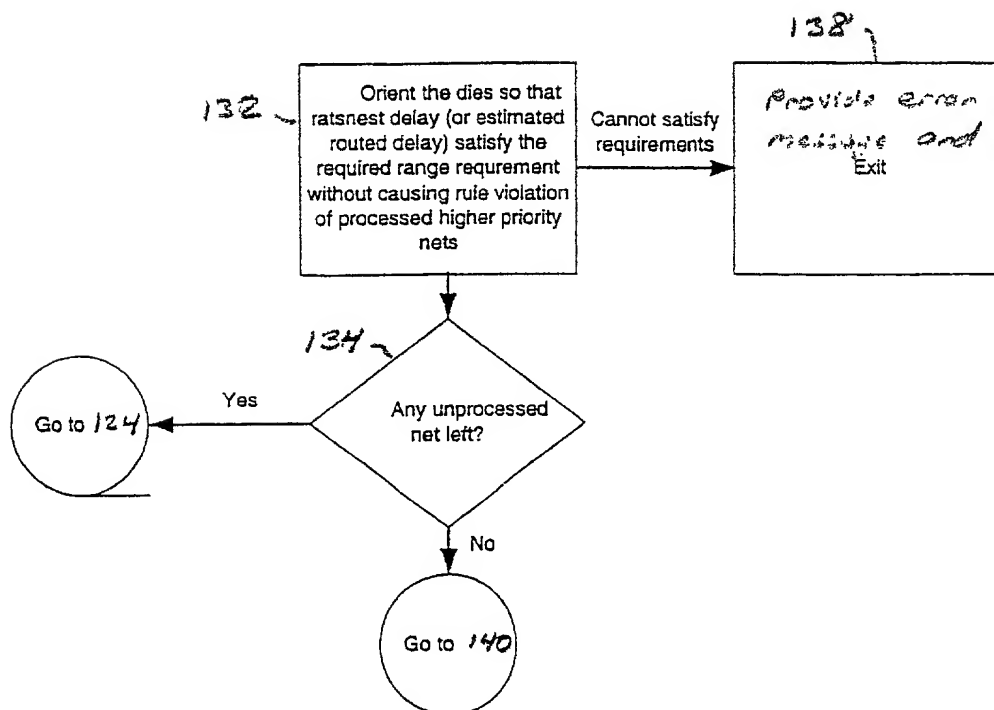 138
132
Orient the dies so that
ratsnest delay (or estimated
routed delay) satisfy the
required range requrement
without causing rule violation
of processed higher priority
nets
Cannot satisfy
requirements
Provide error
message and
Exit
134
Any unprocessed
net left?
Yes
Go to 124
No
Go to 140